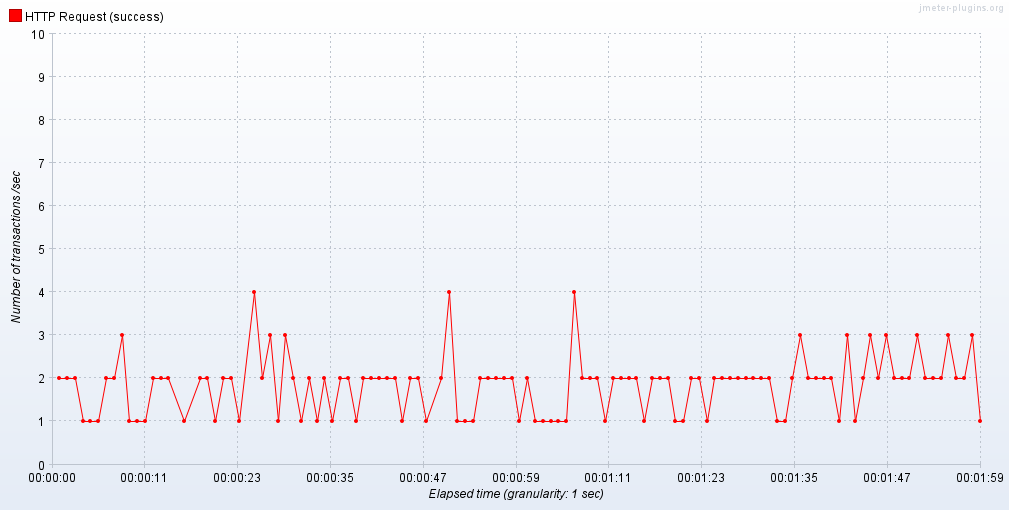 jmeter-plugins.org
HTTP Request (success)
10
9
8
7
6
5
4
3
2
1
0
Number of transactions /sec
00:00:00 00:00:11 00:00:23 00:00:35 00:00:47 00:00:59 00:01:11 00:01:23 00:01:35 00:01:47 00:01:59
Elapsed time (granularity: 1 sec)